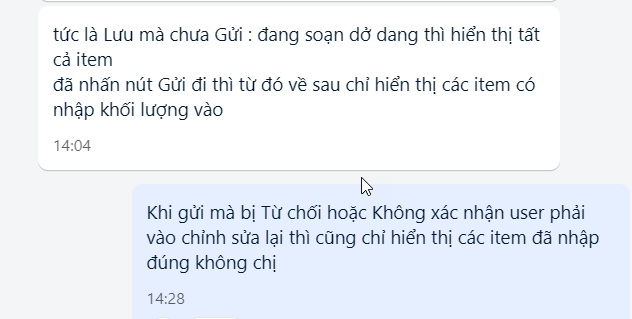 tức là Lưu mà chưa Gửi : đang soạn dở dang thì hiển thị tất
cả item
đã nhấn nút Gửi đi thì từ đó về sau chỉ hiển thị các item có
nhập khối lượng vào
14:04
Khi gửi mà bị Từ chối hoặc Không xác nhận user phải
vào chỉnh sửa lại thì cũng chỉ hiển thị các item đã nhập
đúng không chị
14:28